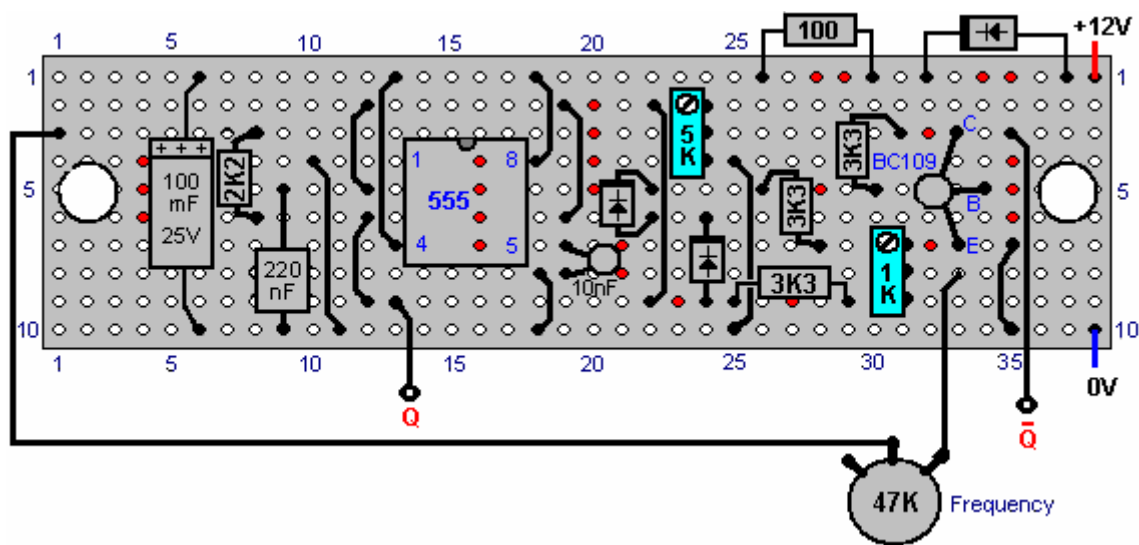 100
+12V
1 5 10 15 20 25
1 1
+ + +
100
mF
25V
2K2
1 8
555
4 5
5K
3K3
BC109
C
B
E
5 5
3K3
220
nF
10nF
3K3
1K
10 10
1 5 10 15 20 25 30 35
0V
Q
Q̄
47K
Frequency